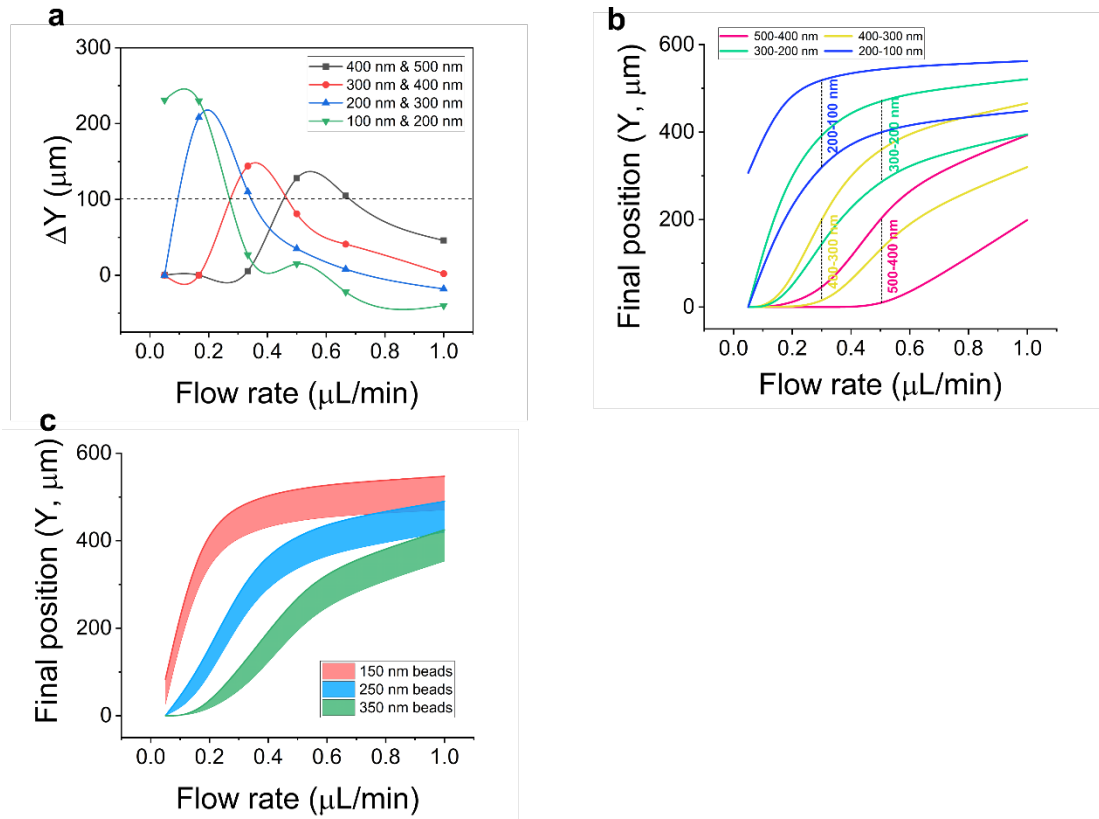 a
300
200
100
0
ΔY (μm)
400 nm & 500 nm
300 nm & 400 nm
200 nm & 300 nm
100 nm & 200 nm
0.0 0.2 0.4 0.6 0.8 1.0
Flow rate (μL/min)
b
500-400 nm 400-300 nm
300-200 nm 200-100 nm
600
400
200
0
Final position (Y, μm)
200-100 nm
300-200 nm
400-300 nm
500-400 nm
0.0 0.2 0.4 0.6 0.8 1.0
Flow rate (μL/min)
c
600
400
200
0
Final position (Y, μm)
150 nm beads
250 nm beads
350 nm beads
0.0 0.2 0.4 0.6 0.8 1.0
Flow rate (μL/min)